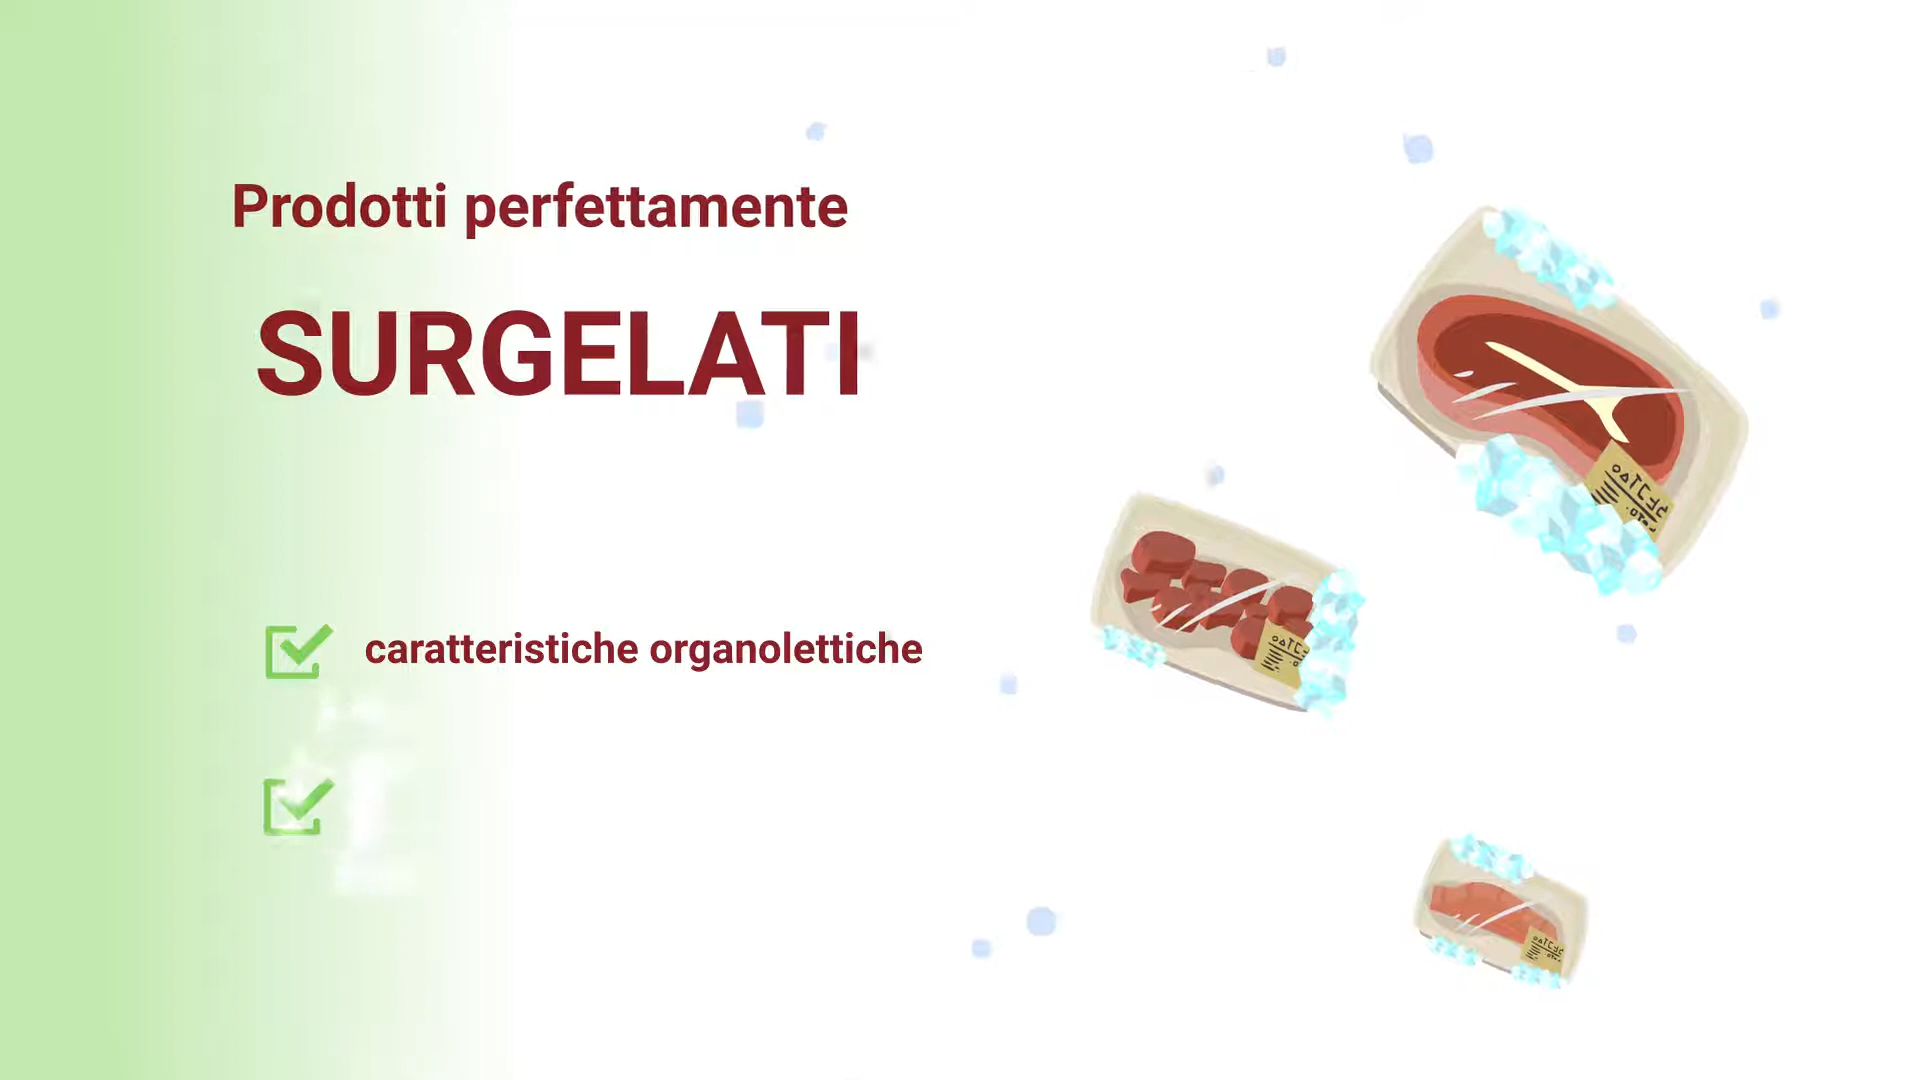 Prodotti perfettamente
SURGELATI
caratteristiche organolettiche